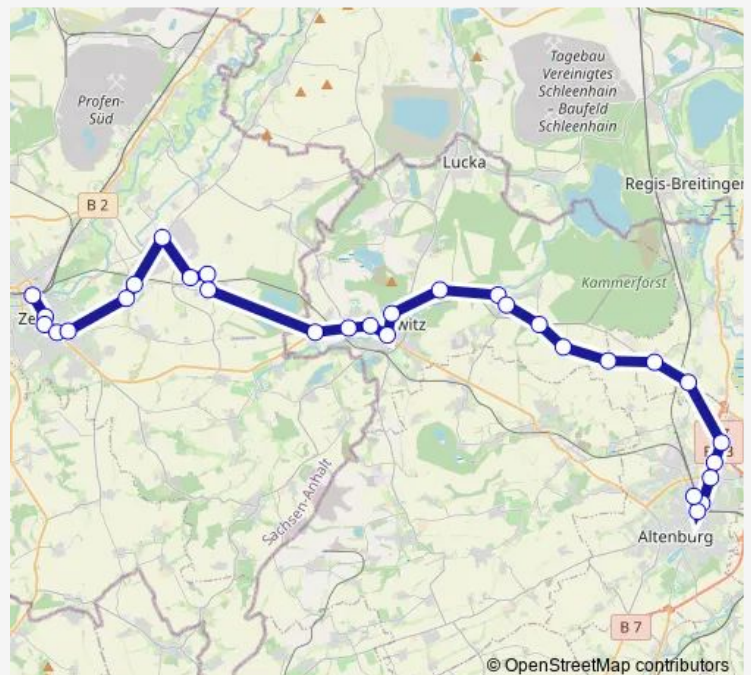 Tagebau
Vereinigtes
Schleenhain
– Baufeld
Schleenhain
Profen-
Süd
Lucka
B 2
Regis-Breitinger
Kammerforst
Ze
witz
Sachsen-Anhalt
Altenburg
B 7
© OpenStreetMap contributors